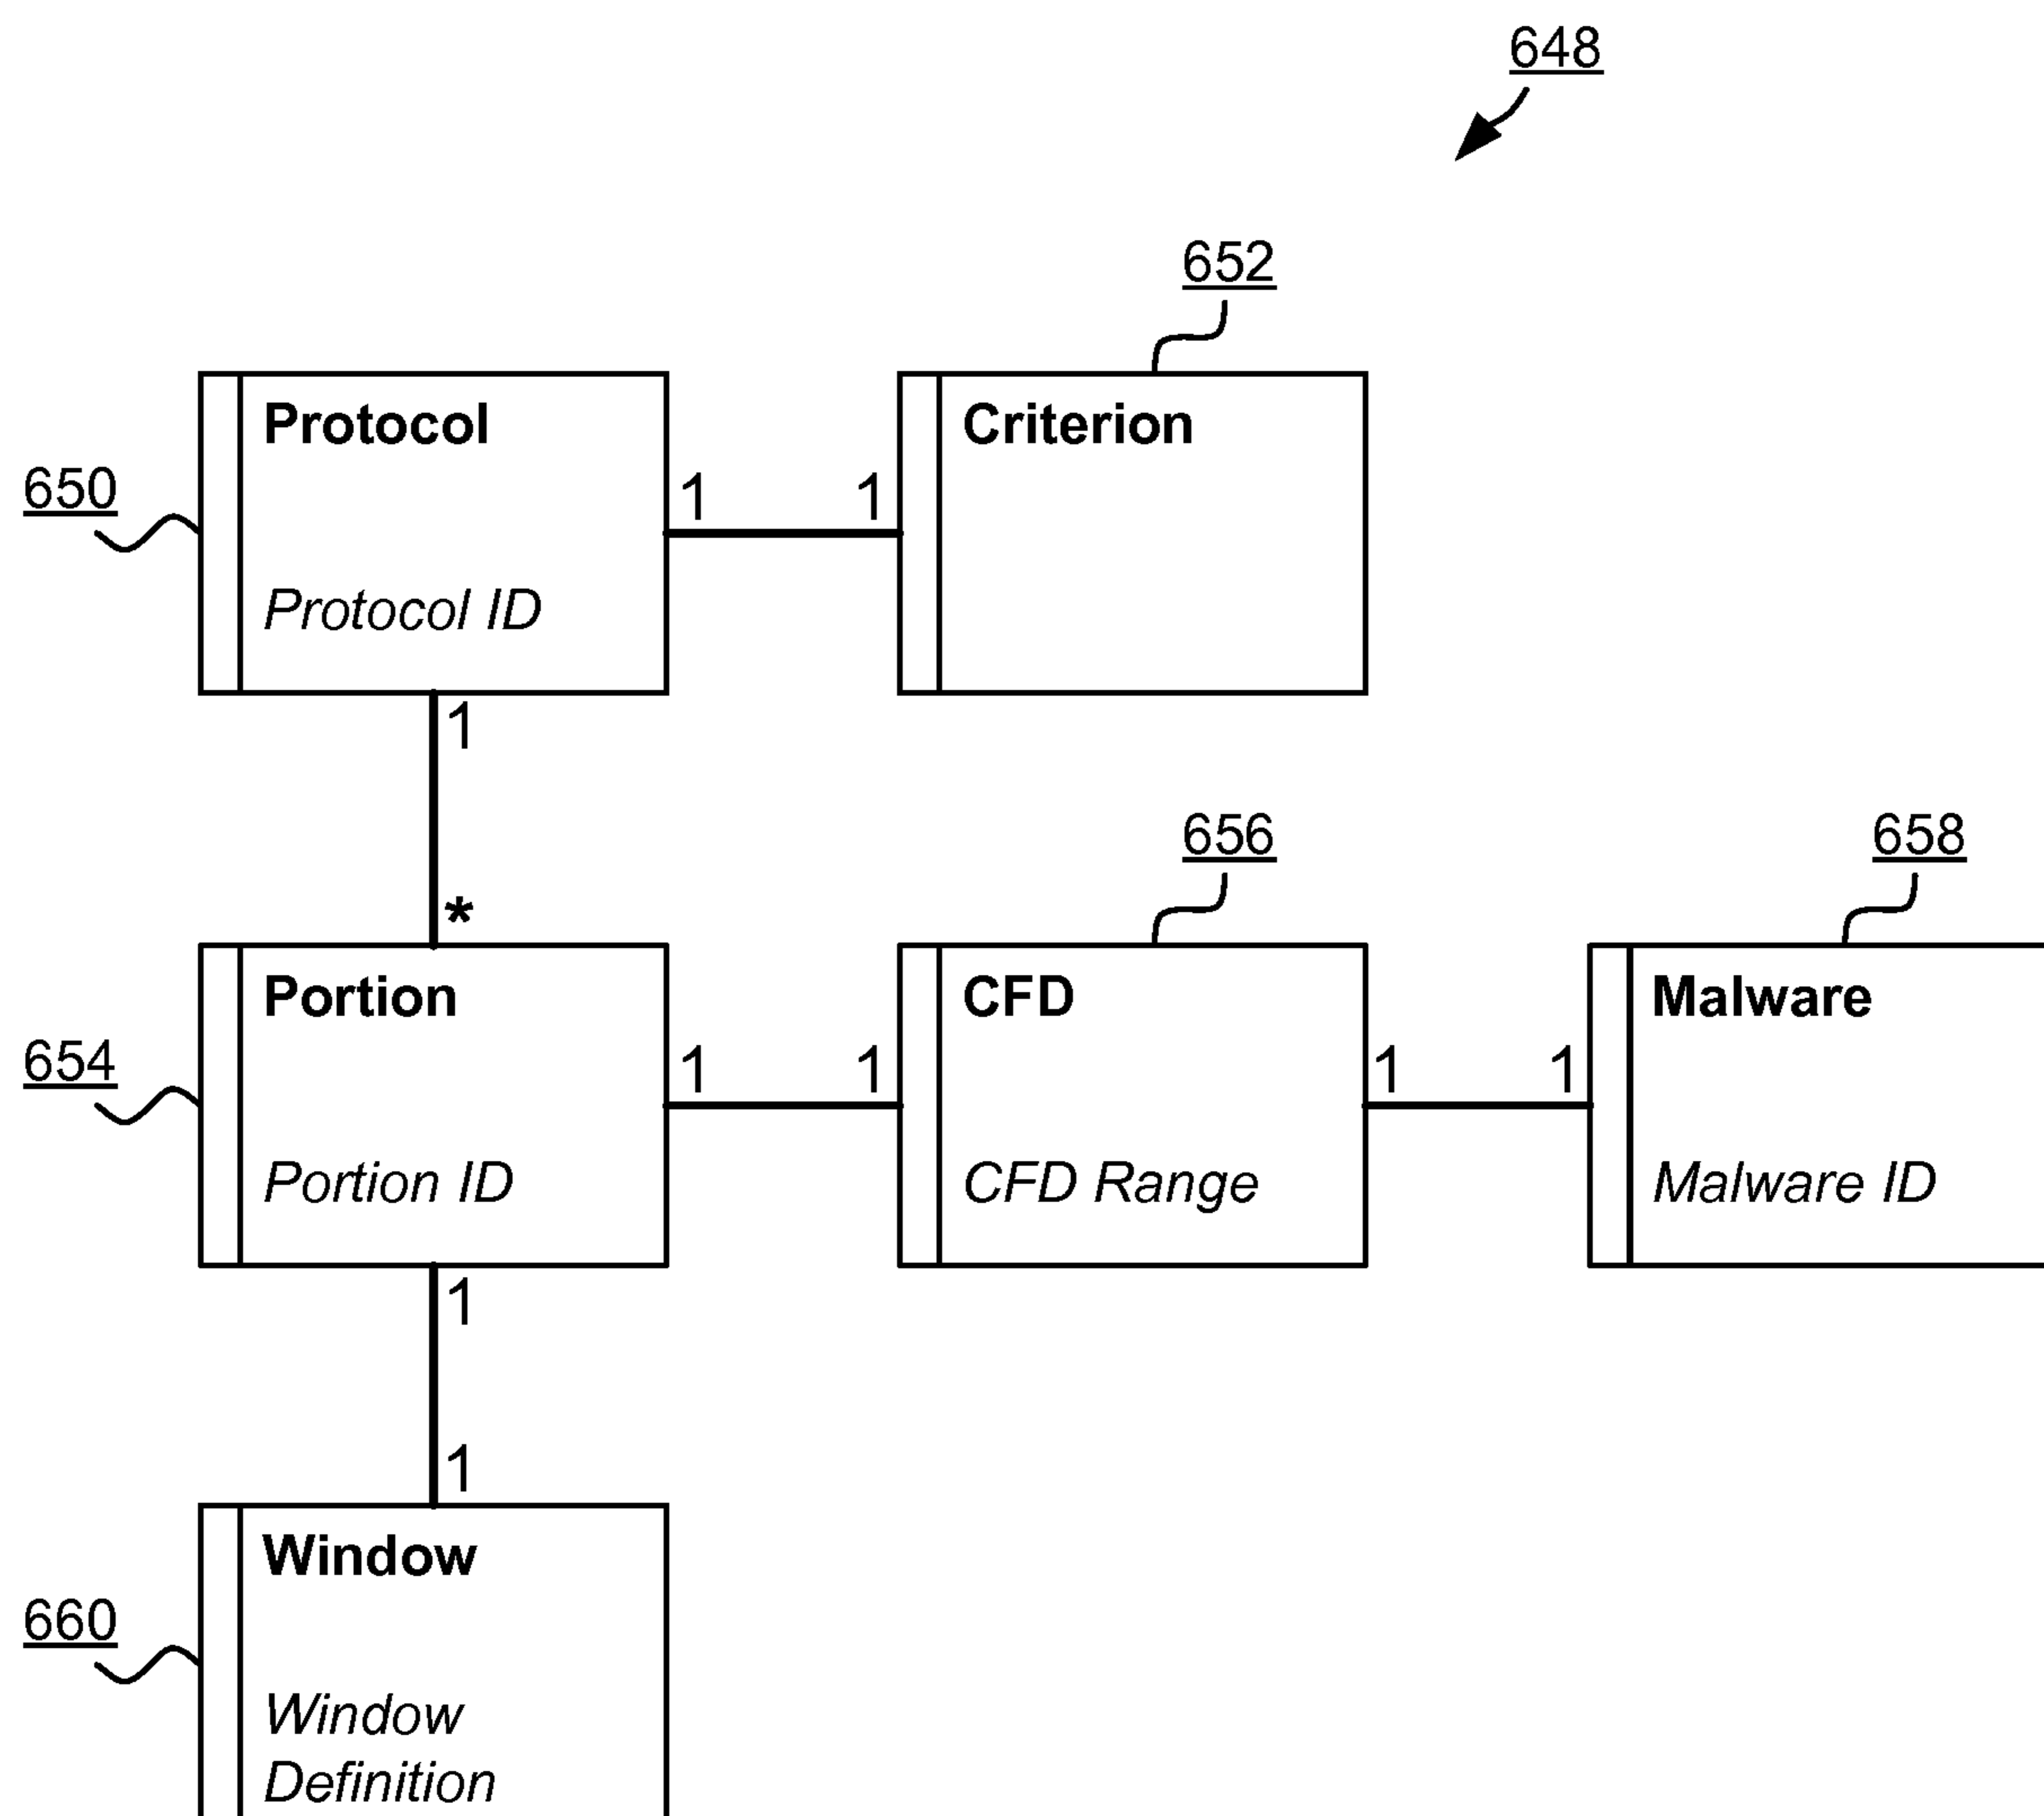 648
652
Protocol
Criterion
650
1
1
Protocol ID
1
656
658
*
Portion
CFD
Malware
654
1
1
1
1
Portion ID
CFD Range
Malware ID
1
1
Window
660
Window
Definition